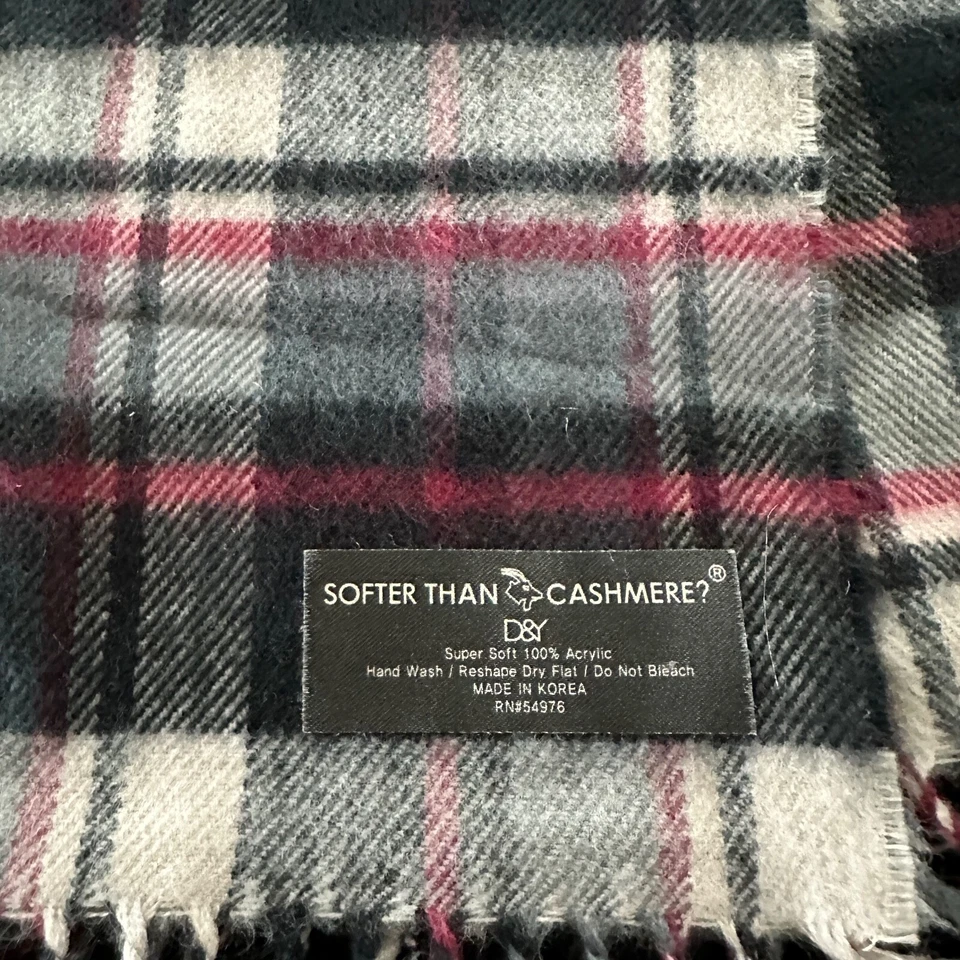 SOFTER THAN CASHMERE?®
D&Y
Super Soft 100% Acrylic
Hand Wash / Reshape Dry Flat / Do Not Bleach
MADE IN KOREA
RN#54976